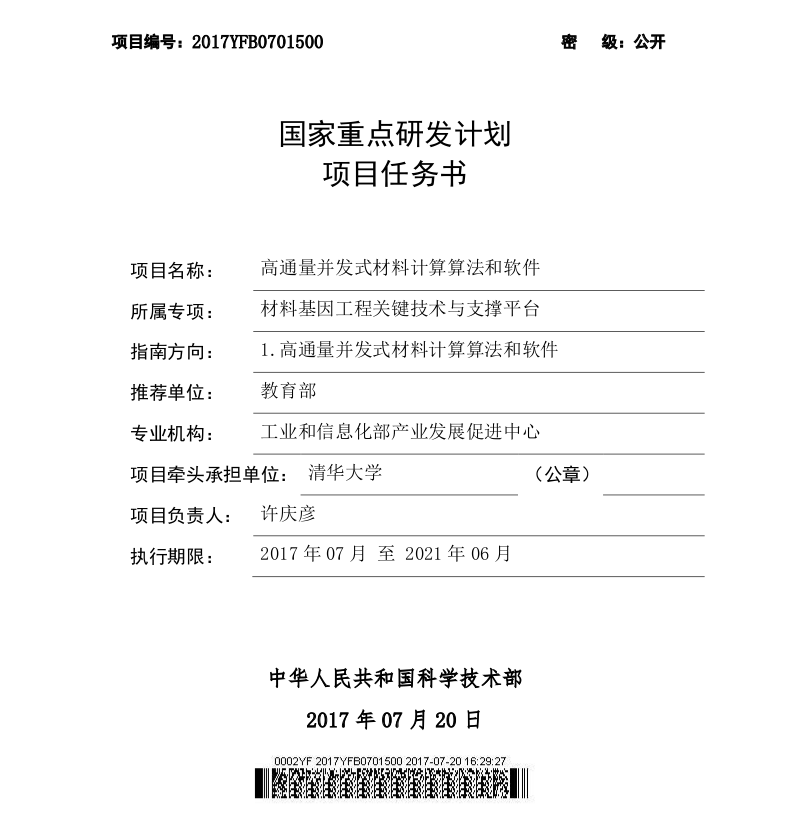 项目编号：2017YFB0701500 密 级：公开
国家重点研发计划
项目任务书
项目名称： 高通量并发式材料计算算法和软件
所属专项： 材料基因工程关键技术与支撑平台
指南方向： 1.高通量并发式材料计算算法和软件
推荐单位： 教育部
专业机构： 工业和信息化部产业发展促进中心
项目牵头承担单位： 清华大学 （公章）
项目负责人： 许庆彦
执行期限： 2017 年 07 月 至 2021 年 06 月
中华人民共和国科学技术部
2017 年 07 月 20 日
0002YF 2017YFB0701500 2017-07-20 16:29:27